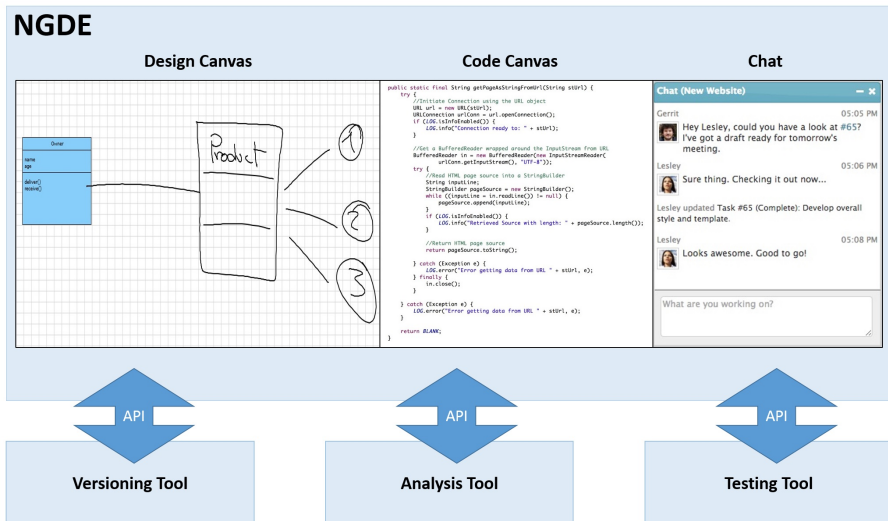 NGDE
Design Canvas
Code Canvas
Chat
Owner
name
age
deliver()
receive()
Product
1
2
3
public static final String getPageAsStringFromUrl(String stUrl) {
try {
//Initiate Connection using the URL object
URL url = new URL(stUrl);
URLConnection urlConn = url.openConnection();
if (LOG.isInfoEnabled()) {
LOG.info("Connection ready to: " + stUrl);
}
//Get a BufferedReader wrapped around the InputStream from URL
BufferedReader in = new BufferedReader(new InputStreamReader(
urlConn.getInputStream(), "UTF-8"));
try {
//Read HTML page source into a StringBuilder
String inputLine;
StringBuilder pageSource = new StringBuilder();
while ((inputLine = in.readLine()) != null) {
pageSource.append(inputLine);
}
if (LOG.isInfoEnabled()) {
LOG.info("Retrieved Source with length: " + pageSource.length());
}
//Return HTML page source
return pageSource.toString();
} catch (Exception e) {
LOG.error("Error getting data from URL " + stUrl, e);
} finally {
in.close();
}
} catch (Exception e) {
LOG.error("Error getting data from URL " + stUrl, e);
}
return BLANK;
}
Chat (New Website)
Gerrit 05:05 PM
Hey Lesley, could you have a look at #65?
I've got a draft ready for tomorrow's
meeting.
Lesley 05:06 PM
Sure thing. Checking it out now...
Lesley updated Task #65 (Complete): Develop overall
style and template.
Lesley 05:08 PM
Looks awesome. Good to go!
What are you working on?
API
API
API
Versioning Tool
Analysis Tool
Testing Tool